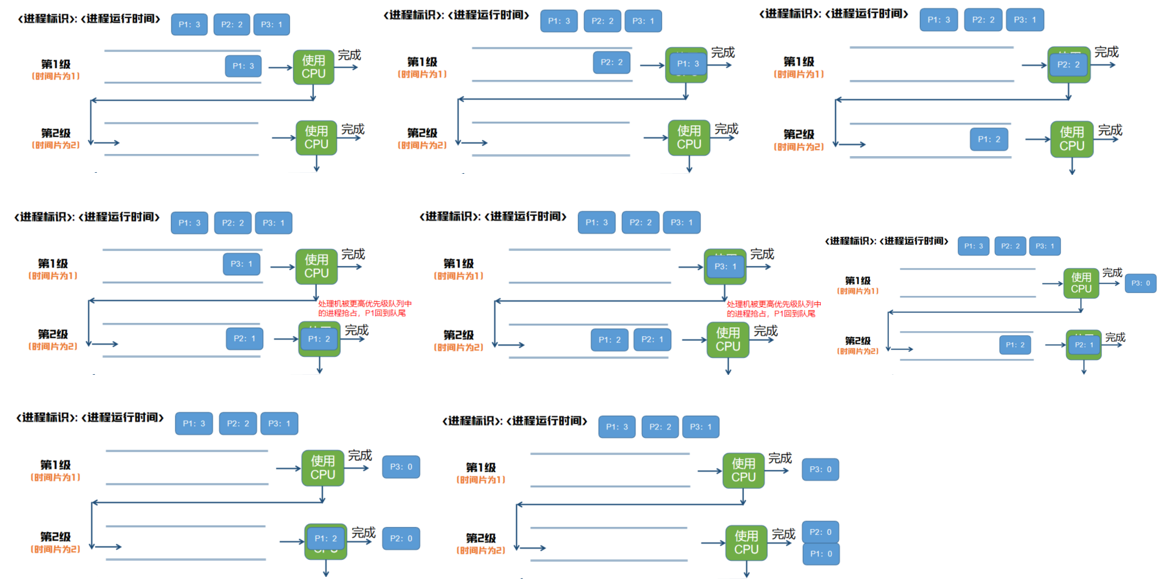 <进程标识>: <进程运行时间> P1: 3 P2: 2 P3: 1
第1级 P1: 3 使用 CPU 完成
(时间片为1)
第2级 使用 CPU 完成
(时间片为2)
<进程标识>: <进程运行时间> P1: 3 P2: 2 P3: 1
第1级 P2: 2 P1: 3 完成
(时间片为1)
第2级 使用 CPU 完成
(时间片为2)
<进程标识>: <进程运行时间> P1: 3 P2: 2 P3: 1
第1级 P2: 2 完成
(时间片为1)
第2级 P1: 2 使用 CPU 完成
(时间片为2)
<进程标识>: <进程运行时间> P1: 3 P2: 2 P3: 1
第1级 P3: 1 使用 CPU 完成
(时间片为1)
处理机被更高优先级队列中
的进程抢占，P1回到队尾
第2级 P2: 1 P1: 2 完成
(时间片为2)
<进程标识>: <进程运行时间> P1: 3 P2: 2 P3: 1
第1级 P3: 1 完成
(时间片为1)
处理机被更高优先级队列中
的进程抢占，P1回到队尾
第2级 P1: 2 P2: 1 使用 CPU 完成
(时间片为2)
<进程标识>: <进程运行时间> P1: 3 P2: 2 P3: 1
第1级 使用 CPU 完成 P3: 0
(时间片为1)
第2级 P1: 2 P2: 1 完成
(时间片为2)
<进程标识>: <进程运行时间> P1: 3 P2: 2 P3: 1
第1级 使用 CPU 完成 P3: 0
(时间片为1)
第2级 P1: 2 完成 P2: 0
(时间片为2)
<进程标识>: <进程运行时间> P1: 3 P2: 2 P3: 1
第1级 使用 CPU 完成 P3: 0
(时间片为1)
第2级 使用 CPU 完成 P2: 0
(时间片为2) P1: 0